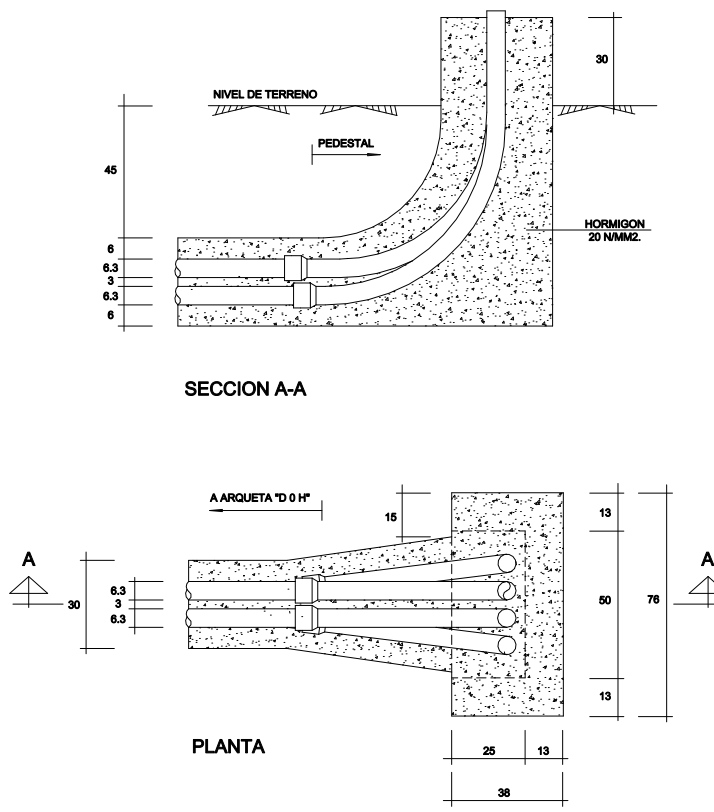 30
NIVEL DE TERRENO
PEDESTAL
45
HORMIGON
20 N/MM2.
6
6.3
3
6.3
6
SECCION A-A
A ARQUETA "D 0 H"
15
13
A
A
6.3
30
3
50
76
6.3
13
PLANTA
25
13
38